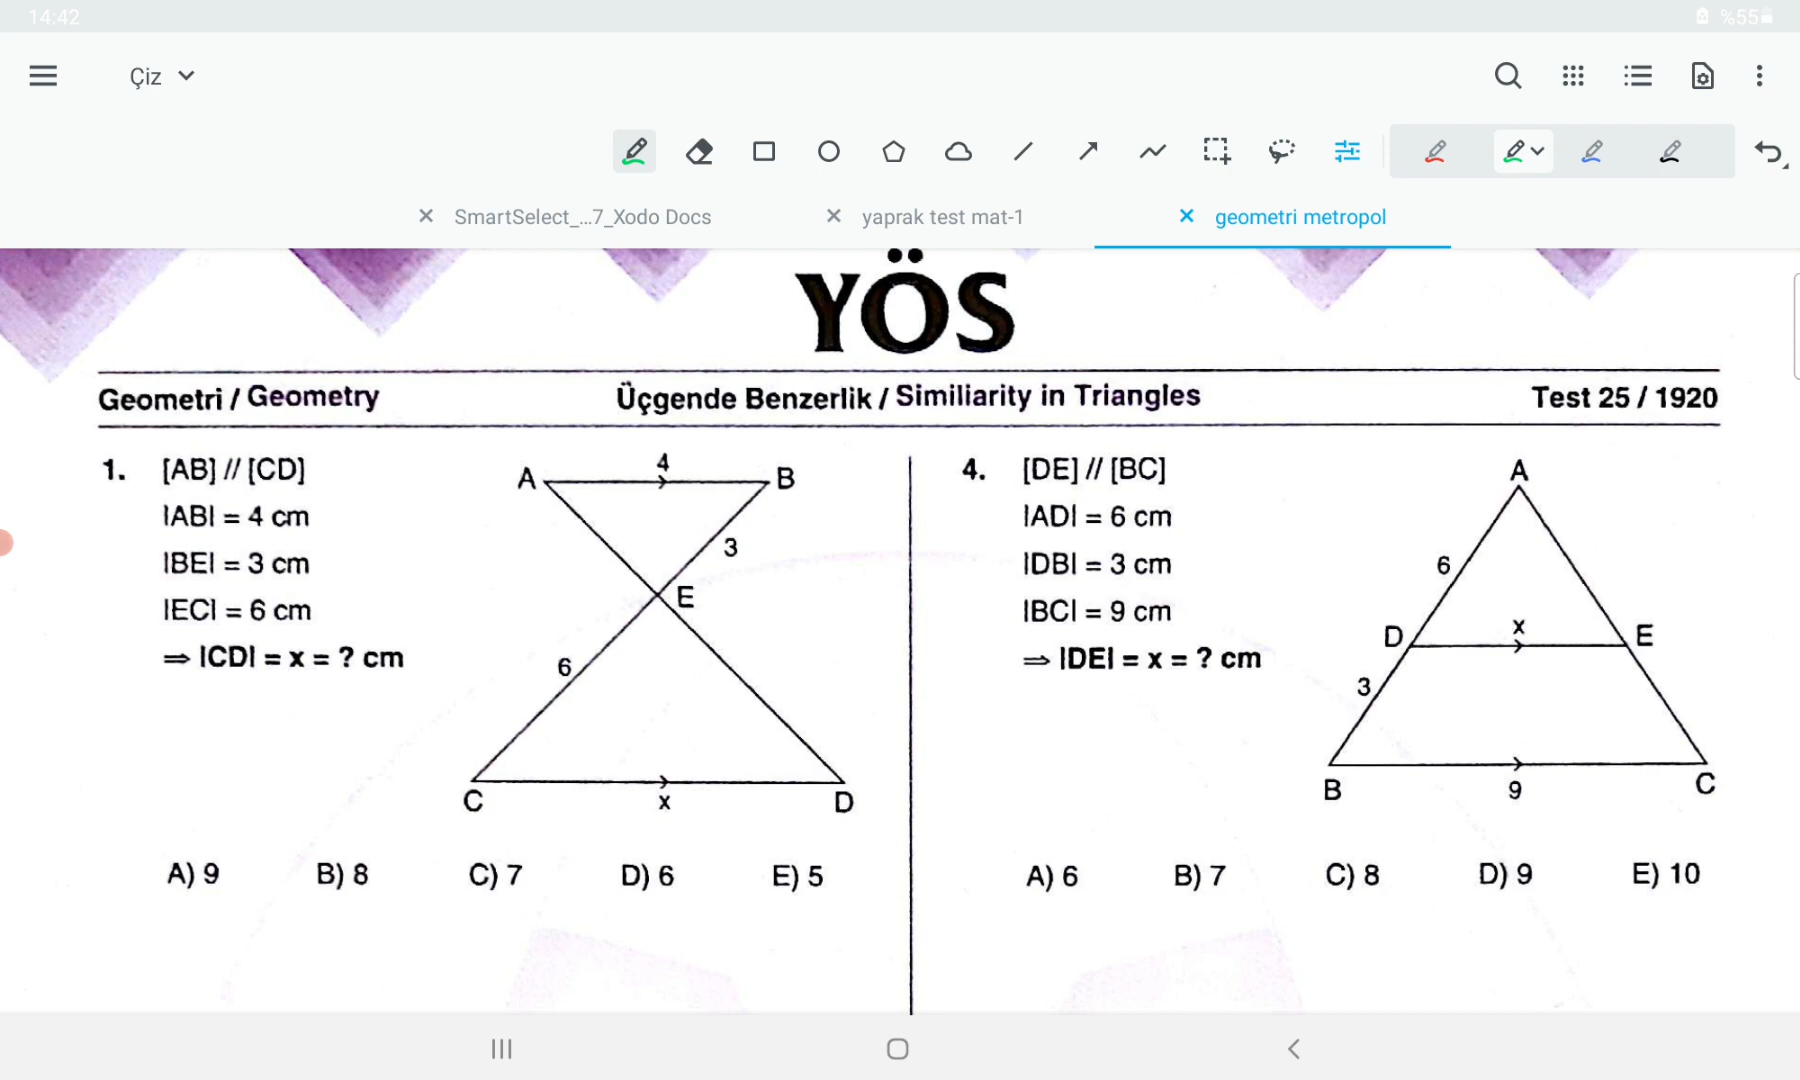 14:42
%55
Çiz
SmartSelect_...7_Xodo Docs
yaprak test mat-1
geometri metropol
YÖS
Geometri / Geometry
Üçgende Benzerlik / Similiarity in Triangles
Test 25 / 1920
1. [AB] // [CD]
|AB| = 4 cm
|BE| = 3 cm
|EC| = 6 cm
⇒ |CD| = x = ? cm
A
4
B
3
E
6
C
x
D
A) 9 B) 8 C) 7 D) 6 E) 5
4. [DE] // [BC]
|AD| = 6 cm
|DB| = 3 cm
|BC| = 9 cm
⇒ |DE| = x = ? cm
A
6
D
x
E
3
B
9
C
A) 6 B) 7 C) 8 D) 9 E) 10